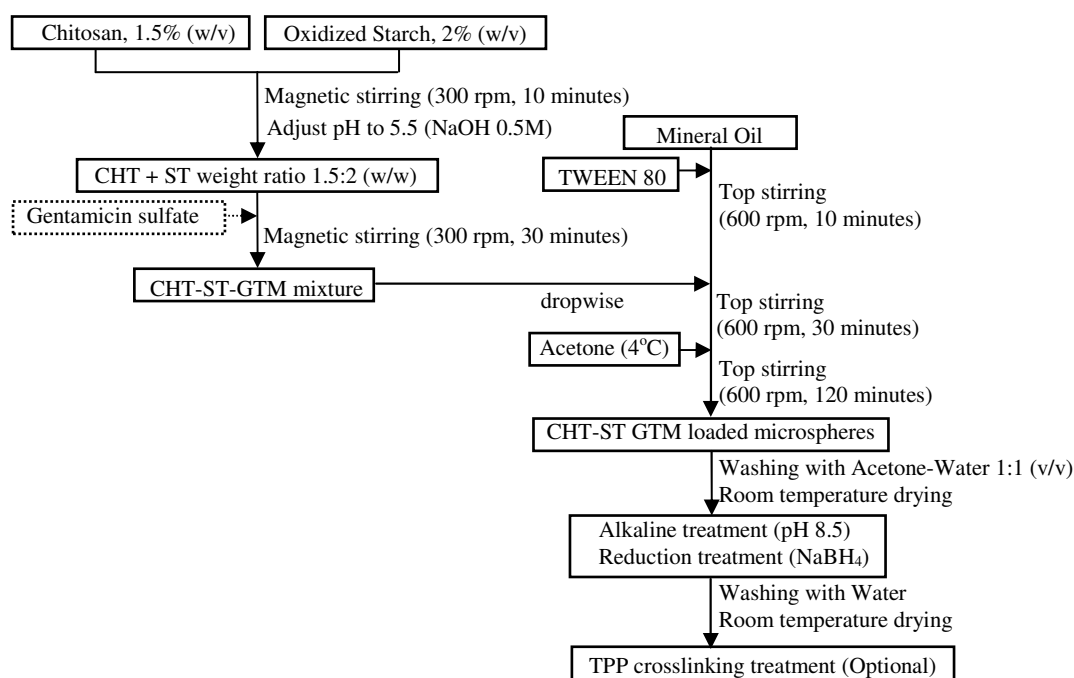 Chitosan, 1.5% (w/v)
Oxidized Starch, 2% (w/v)
Magnetic stirring (300 rpm, 10 minutes)
Adjust pH to 5.5 (NaOH 0.5M)
CHT + ST weight ratio 1.5:2 (w/w)
Gentamicin sulfate
Magnetic stirring (300 rpm, 30 minutes)
CHT-ST-GTM mixture
dropwise
Mineral Oil
TWEEN 80
Top stirring
(600 rpm, 10 minutes)
Top stirring
(600 rpm, 30 minutes)
Acetone (4°C)
Top stirring
(600 rpm, 120 minutes)
CHT-ST GTM loaded microspheres
Washing with Acetone-Water 1:1 (v/v)
Room temperature drying
Alkaline treatment (pH 8.5)
Reduction treatment (NaBH₄)
Washing with Water
Room temperature drying
TPP crosslinking treatment (Optional)